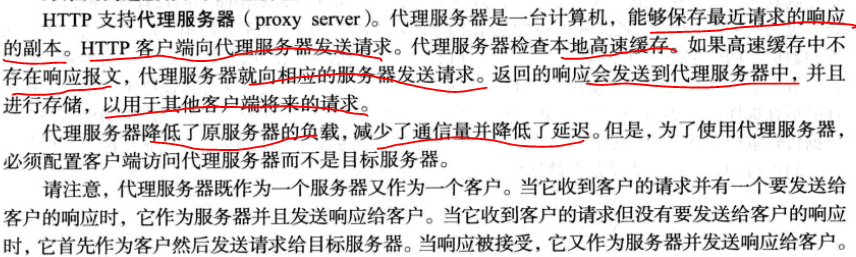 HTTP 支持代理服务器(proxy server)。代理服务器是一台计算机,能够保存最近请求的响应
的副本。HTTP 客户端向代理服务器发送请求。代理服务器检查本地高速缓存。如果高速缓存中不
存在响应报文,代理服务器就向相应的服务器发送请求。返回的响应会发送到代理服务器中,并且
进行存储,以用于其他客户端将来的请求。
代理服务器降低了原服务器的负载,减少了通信量并降低了延迟。但是,为了使用代理服务器,
必须配置客户端访问代理服务器而不是目标服务器。
请注意,代理服务器既作为一个服务器又作为一个客户。当它收到客户的请求并有一个要发送给
客户的响应时,它作为服务器并且发送响应给客户。当它收到客户的请求但没有要发送给客户的响应
时,它首先作为客户然后发送请求给目标服务器。当响应被接受,它又作为服务器并发送响应给客户。